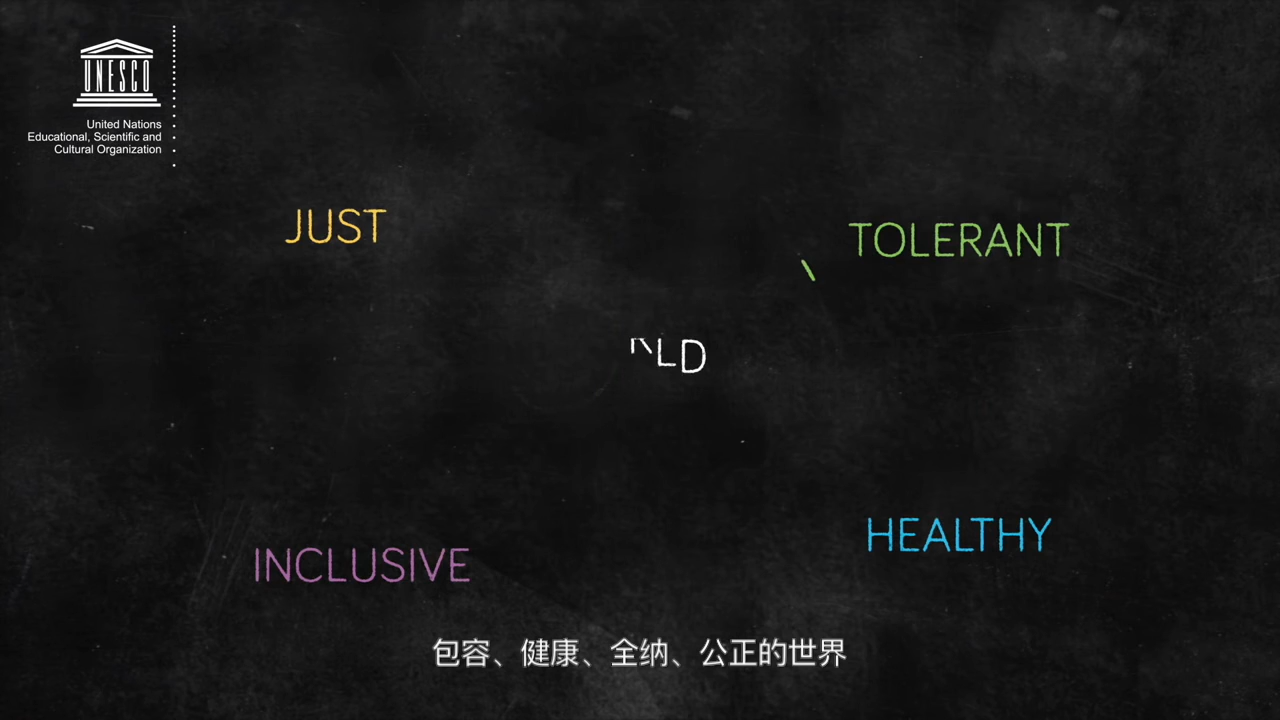 UNESCO
United Nations
Educational, Scientific and
Cultural Organization
JUST
TOLERANT
INCLUSIVE
HEALTHY
包容、健康、全纳、公正的世界